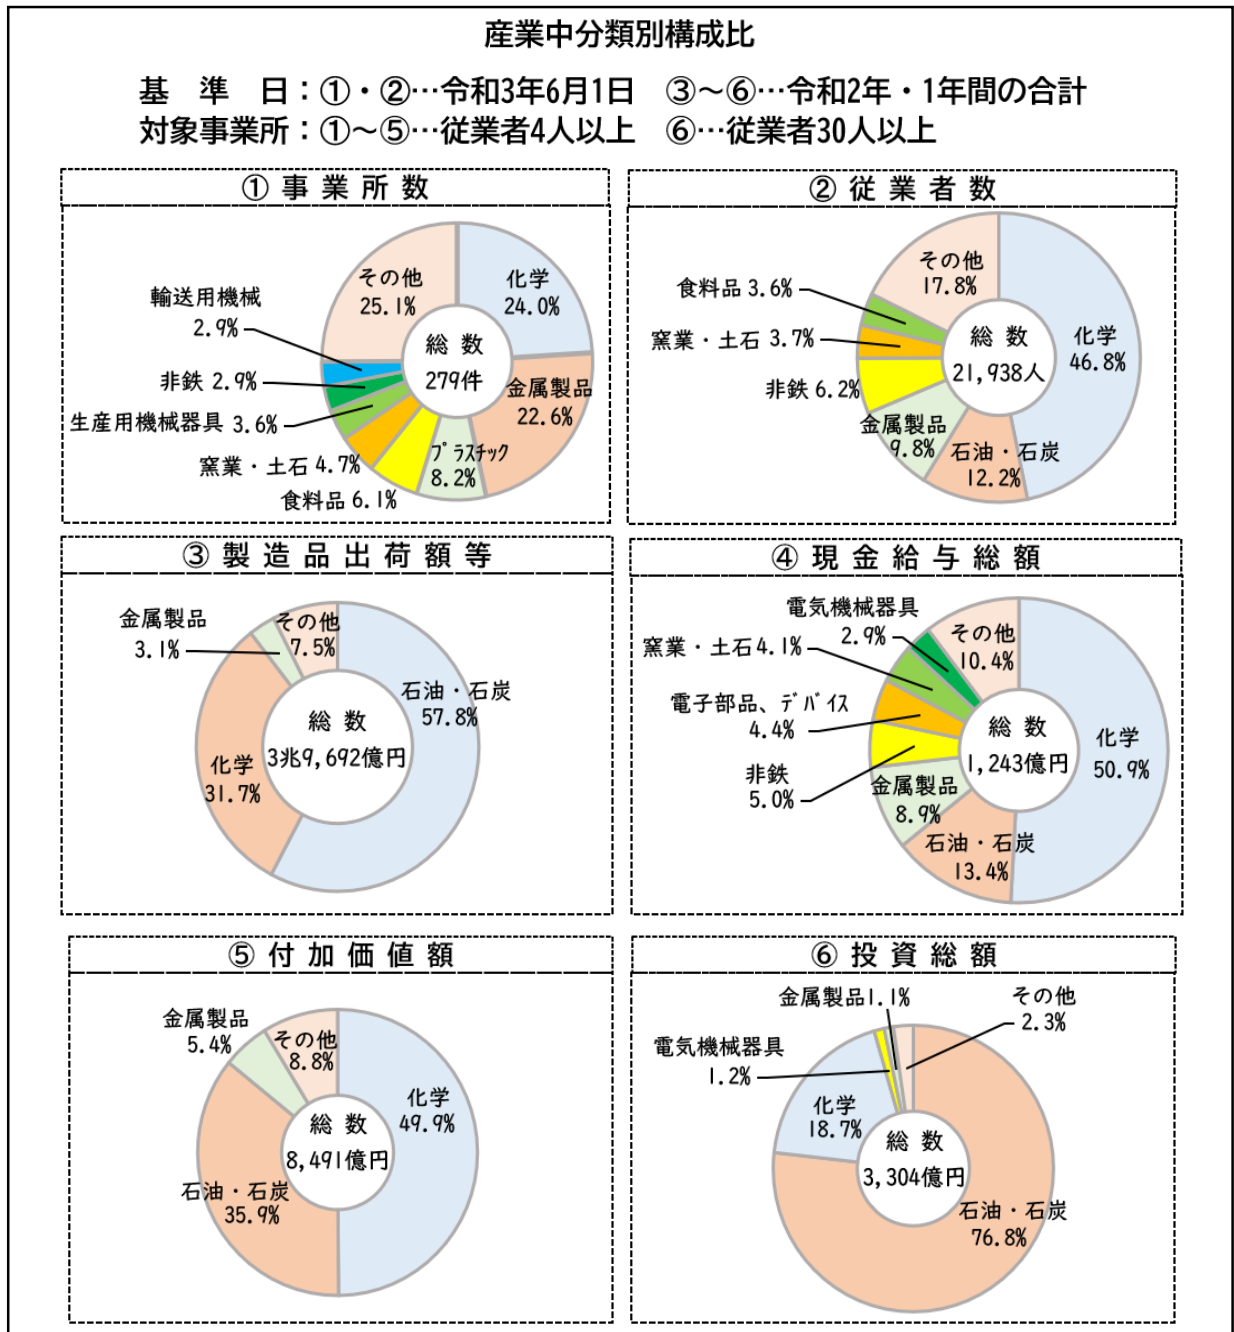 産業中分類別構成比
基　準　日：①・②…令和3年6月1日　③～⑥…令和2年・1年間の合計
対象事業所：①～⑤…従業者4人以上　⑥…従業者30人以上
①事業所数
その他
25.1%
化学
24.0%
輸送用機械
2.9%
総数
279件
非鉄 2.9%
金属製品
22.6%
生産用機械器具 3.6%
ﾌﾟﾗｽﾁｯｸ
8.2%
窯業・土石 4.7%
食料品 6.1%
②従業者数
その他
17.8%
食料品 3.6%
化学
46.8%
窯業・土石 3.7%
総数
21,938人
非鉄 6.2%
金属製品
9.8%
石油・石炭
12.2%
③製造品出荷額等
金属製品
3.1%
その他
7.5%
石油・石炭
57.8%
総数
3兆9,692億円
化学
31.7%
④現金給与総額
電気機械器具
2.9%
その他
10.4%
窯業・土石 4.1%
電子部品、ﾃﾞﾊﾞｲｽ
4.4%
総数
1,243億円
化学
50.9%
非鉄
5.0%
金属製品
8.9%
石油・石炭
13.4%
⑤付加価値額
金属製品
5.4%
その他
8.8%
化学
49.9%
総数
8,491億円
石油・石炭
35.9%
⑥投資総額
金属製品1.1%
その他
2.3%
電気機械器具
1.2%
化学
18.7%
総数
3,304億円
石油・石炭
76.8%